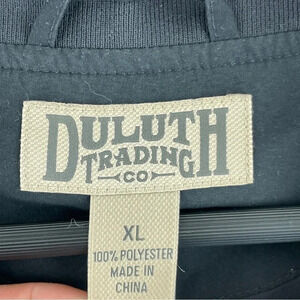 DULUTH
TRADING
CO
XL
100% POLYESTER
MADE IN
CHINA